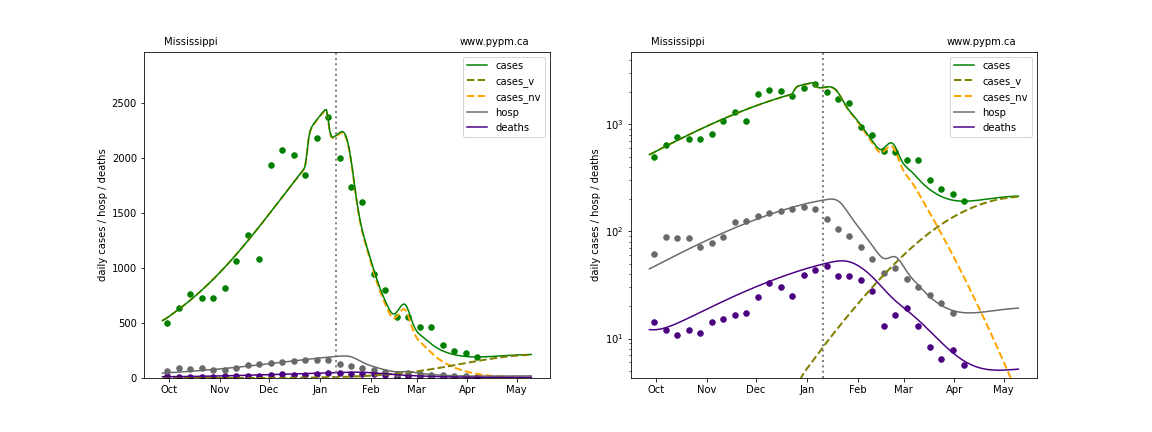 Mississippi www.pypm.ca
cases
cases_v
cases_nv
hosp
deaths
daily cases / hosp / deaths
2500
2000
1500
1000
500
0
Oct Nov Dec Jan Feb Mar Apr May
Mississippi www.pypm.ca
cases
cases_v
cases_nv
hosp
deaths
daily cases / hosp / deaths
10³
10²
10¹
Oct Nov Dec Jan Feb Mar Apr May